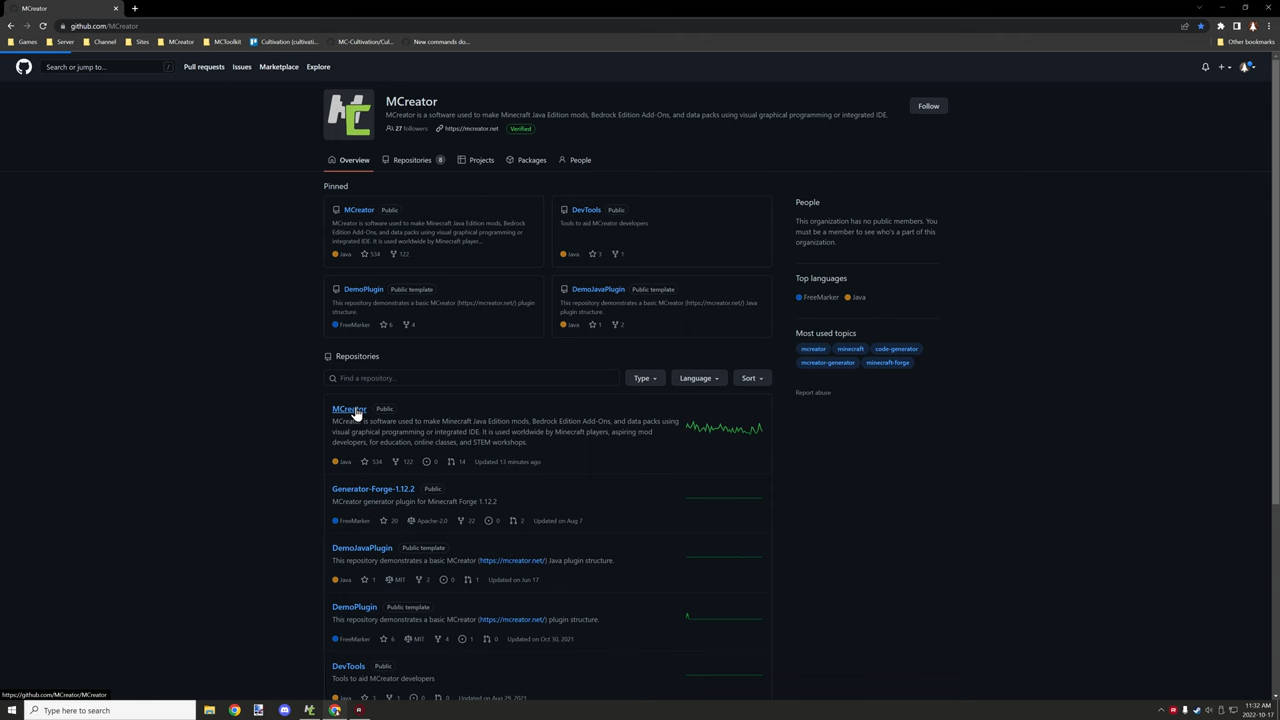 MCreator
github.com/MCreator
Games
Server
Channel
Sites
MCreator
MCToolkit
Cultivation (cultivati...
MC-Cultivation/Cul...
New commands do...
Other bookmarks
Search or jump to...
/
Pull requests
Issues
Marketplace
Explore
MCreator
MCreator is a software used to make Minecraft Java Edition mods, Bedrock Edition Add-Ons, and data packs using visual graphical programming or integrated IDE.
27 followers
https://mcreator.net
Verified
Follow
Overview
Repositories 8
Projects
Packages
People
Pinned
MCreator Public
MCreator is software used to make Minecraft Java Edition mods, Bedrock
Edition Add-Ons, and data packs using visual graphical programming or
integrated IDE. It is used worldwide by Minecraft player...
Java 534 122
DevTools Public
Tools to aid MCreator developers
Java 3 1
DemoPlugin Public template
This repository demonstrates a basic MCreator (https://mcreator.net/) plugin
structure.
FreeMarker 6 4
DemoJavaPlugin Public template
This repository demonstrates a basic MCreator (https://mcreator.net/) Java
plugin structure.
Java 1 2
People
This organization has no public members. You
must be a member to see who's a part of this
organization.
Top languages
FreeMarker Java
Most used topics
mcreator minecraft code-generator
mcreator-generator minecraft-forge
Report abuse
Repositories
Find a repository...
Type
Language
Sort
MCreator Public
MCreator is software used to make Minecraft Java Edition mods, Bedrock Edition Add-Ons, and data packs using
visual graphical programming or integrated IDE. It is used worldwide by Minecraft players, aspiring mod
developers, for education, online classes, and STEM workshops.
Java 534 122 0 14 Updated 13 minutes ago
Generator-Forge-1.12.2 Public
MCreator generator plugin for Minecraft Forge 1.12.2
FreeMarker 20 Apache-2.0 22 0 2 Updated on Aug 7
DemoJavaPlugin Public template
This repository demonstrates a basic MCreator (https://mcreator.net/) Java plugin structure.
Java 1 MIT 2 0 1 Updated on Jun 17
DemoPlugin Public template
This repository demonstrates a basic MCreator (https://mcreator.net/) plugin structure.
FreeMarker 6 MIT 4 1 0 Updated on Oct 30, 2021
DevTools Public
Tools to aid MCreator developers
Java 3 1 0 0 Updated on Aug 29, 2021
https://github.com/MCreator/MCreator
Type here to search
11:32 AM
2022-10-17